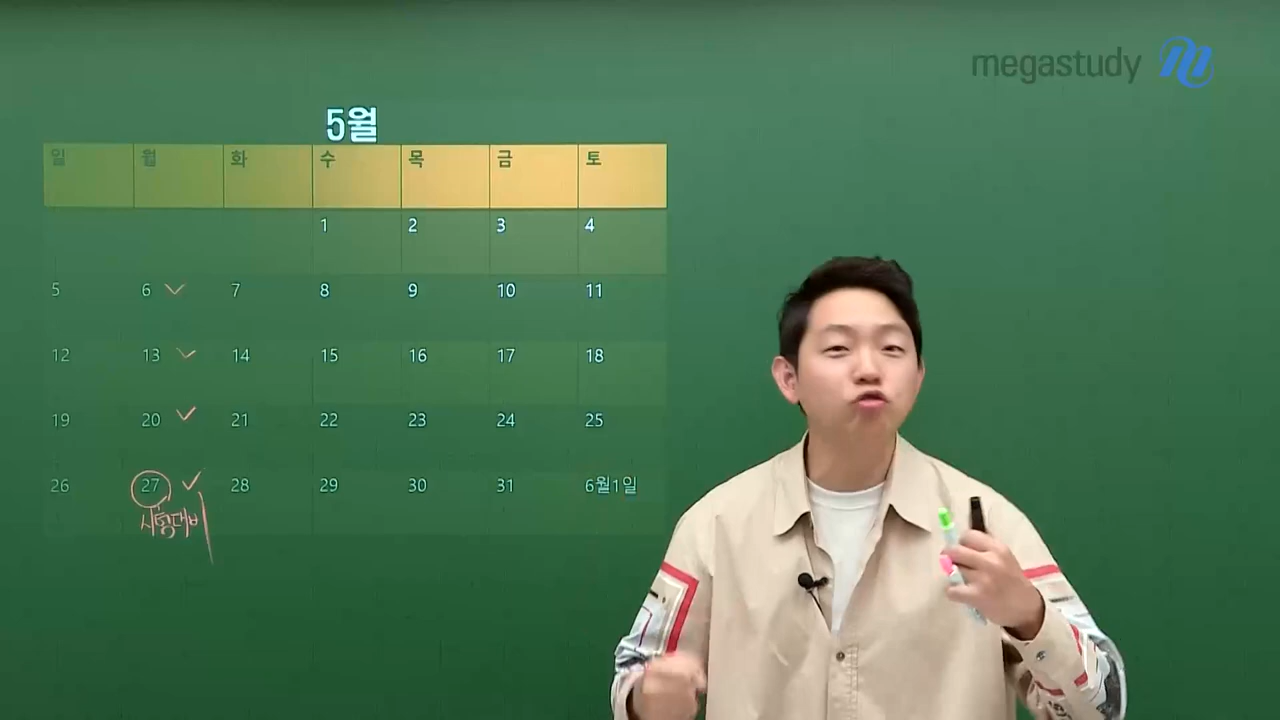 megastudy
5월
일 월 화 수 목 금 토
1 2 3 4
5 6 7 8 9 10 11
12 13 14 15 16 17 18
19 20 21 22 23 24 25
26 27 28 29 30 31 6월1일
시험대비